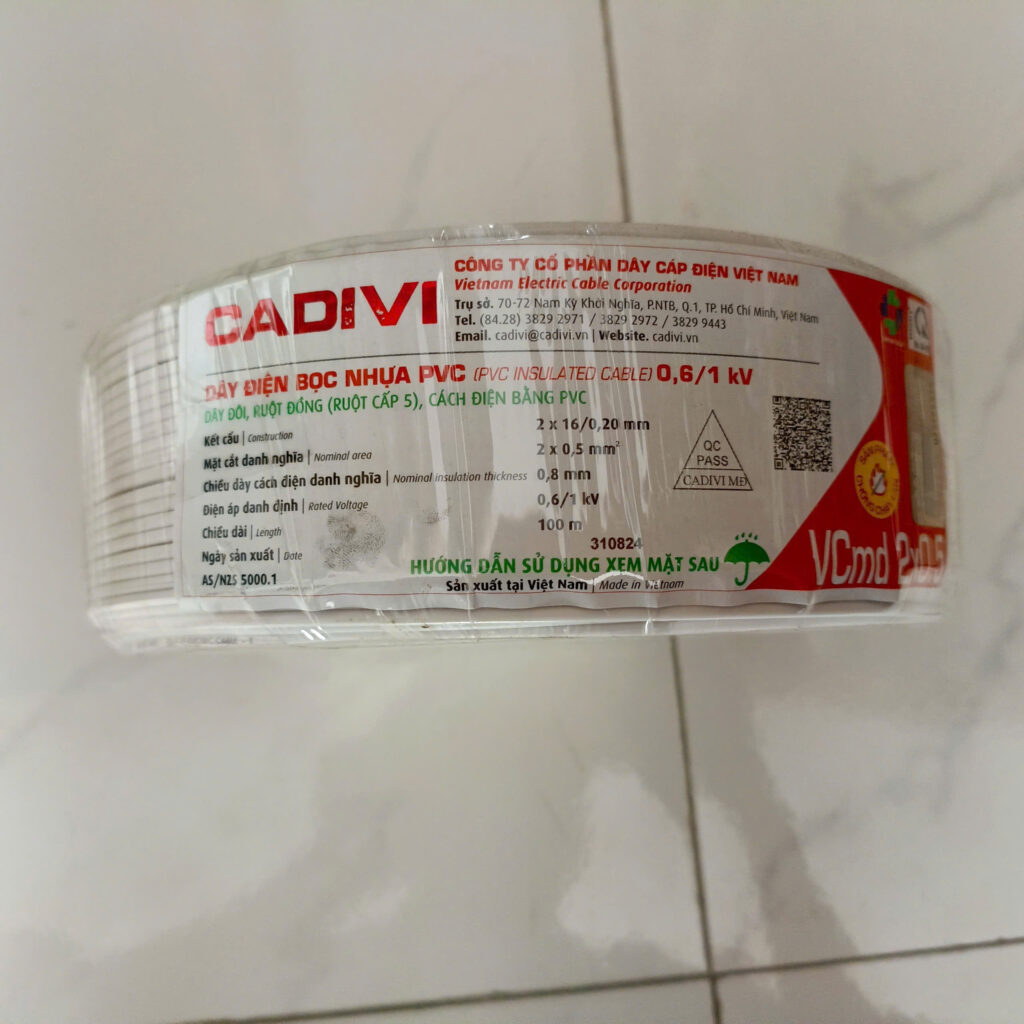 CADIVI
CÔNG TY CỔ PHẦN DÂY CÁP ĐIỆN VIỆT NAM
Vietnam Electric Cable Corporation
Trụ sở. 70-72 Nam Kỳ Khởi Nghĩa, P.NTB, Q.1, TP. Hồ Chí Minh, Việt Nam
Tel. (84.28) 3829 2971 / 3829 2972 / 3829 9443
Email. cadivi@cadivi.vn | Website. cadivi.vn
DÂY ĐIỆN BỌC NHỰA PVC (PVC INSULATED CABLE) 0,6/1 kV
DÂY ĐÔI, RUỘT ĐỒNG (RUỘT CẤP 5), CÁCH ĐIỆN BẰNG PVC
Kết cấu | Construction 2 x 16/0,20 mm
Mặt cắt danh nghĩa | Nominal area 2 x 0,5 mm²
Chiều dày cách điện danh nghĩa | Nominal insulation thickness 0,8 mm
Điện áp danh định | Rated Voltage 0,6/1 kV
Chiều dài | Length 100 m
Ngày sản xuất | Date 310824
AS/NZS 5000.1
HƯỚNG DẪN SỬ DỤNG XEM MẶT SAU
Sản xuất tại Việt Nam | Made in Vietnam
QC
PASS
CADIVI MĐ
VCmd 2x0,5